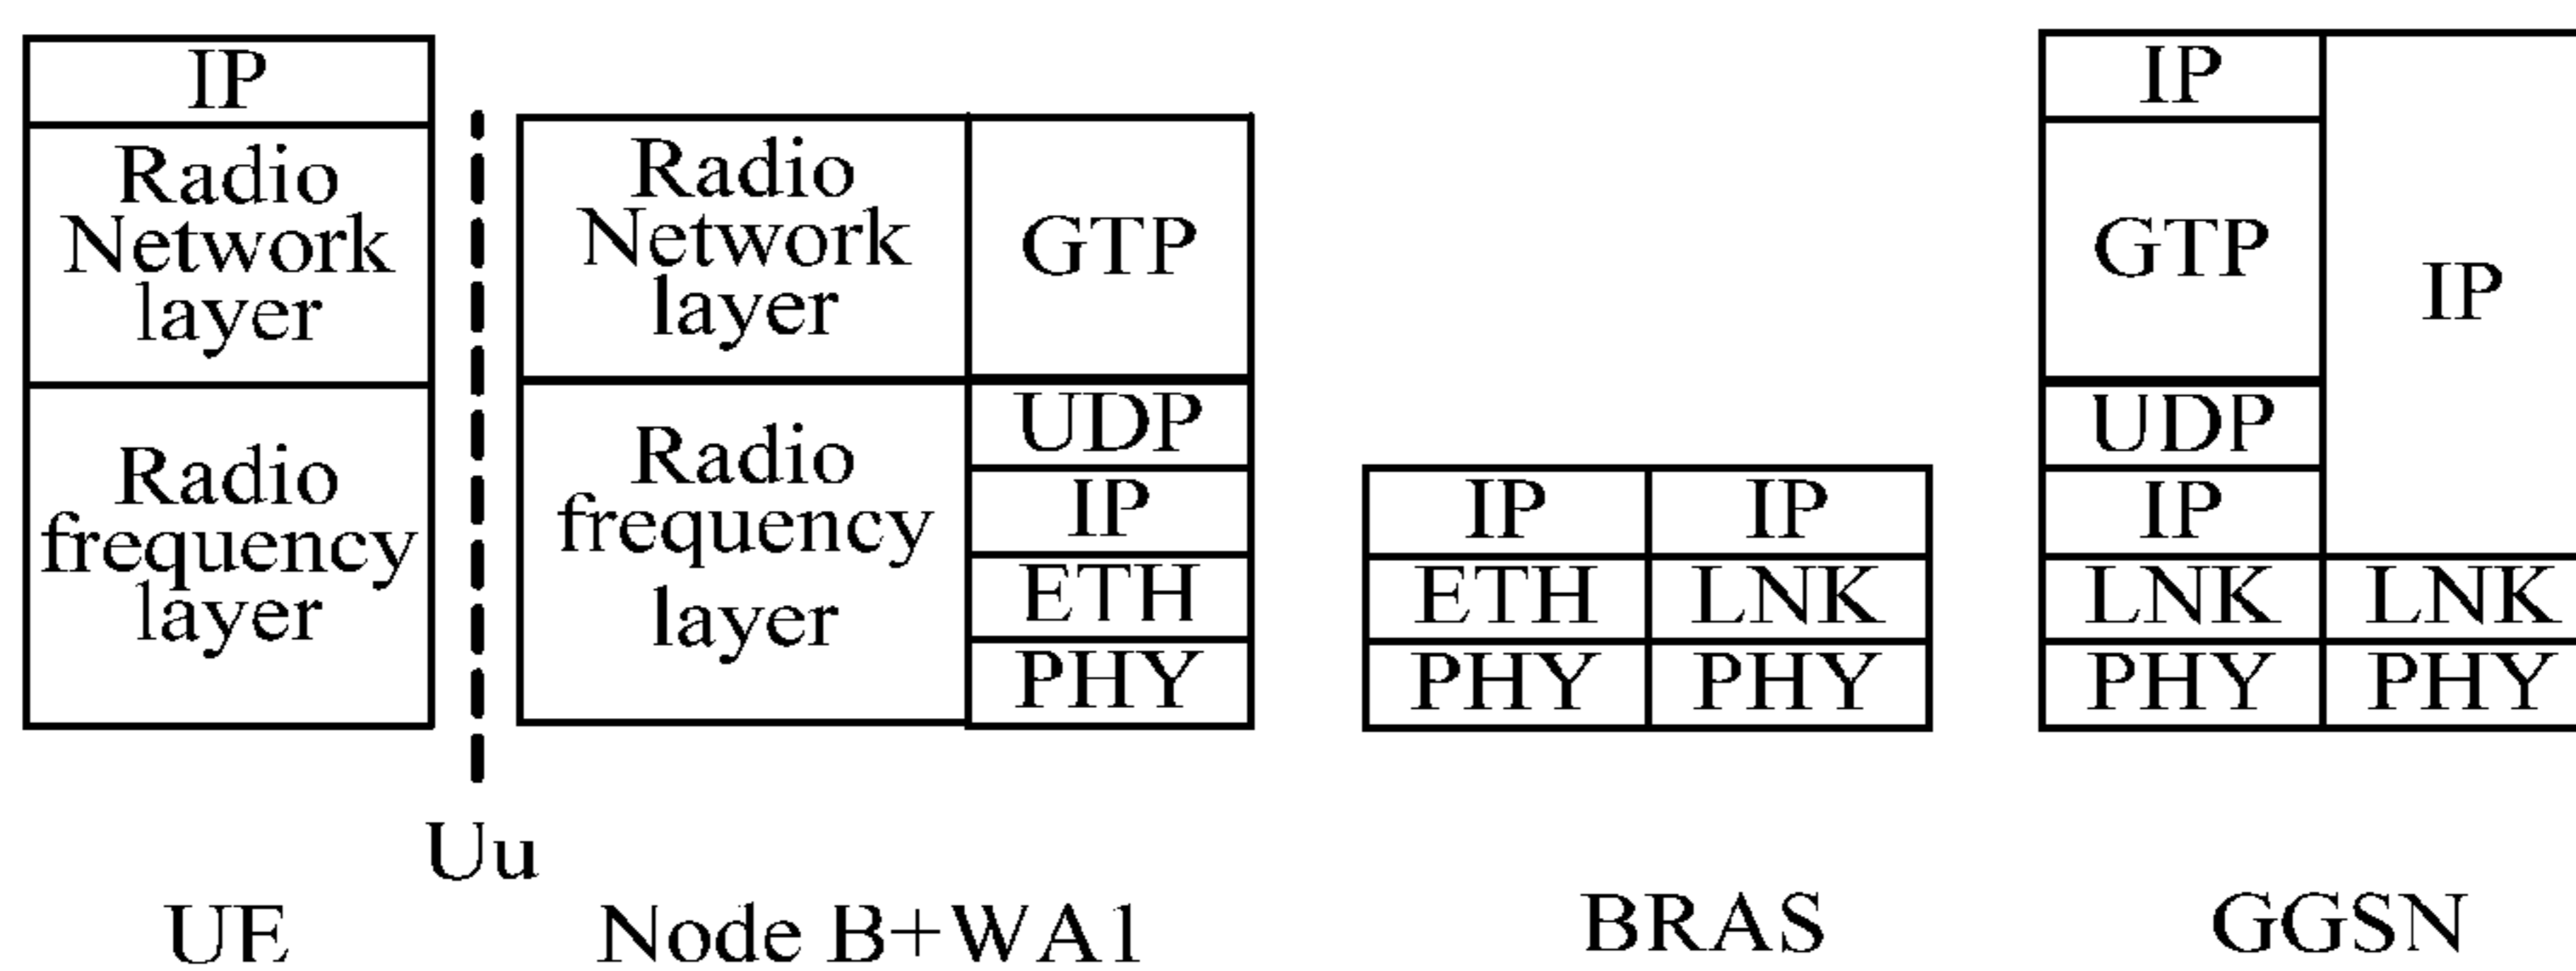 IP
Radio
Network
layer
Radio
frequency
layer
Uu
UE
Radio
Network
layer
Radio
frequency
layer
GTP
UDP
IP
ETH
PHY
Node B+WA1
IP
ETH
PHY
IP
LNK
PHY
BRAS
IP
GTP
UDP
IP
LNK
PHY
IP
LNK
PHY
GGSN